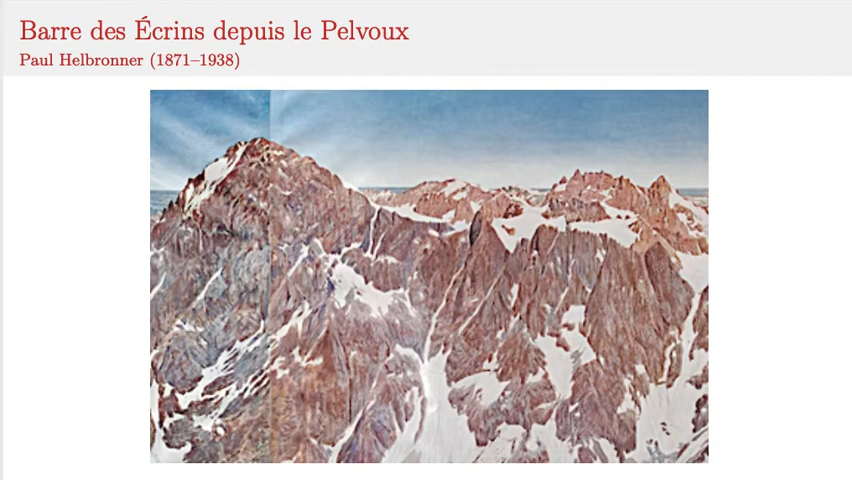 Barre des Écrins depuis le Pelvoux
Paul Helbronner (1871–1938)